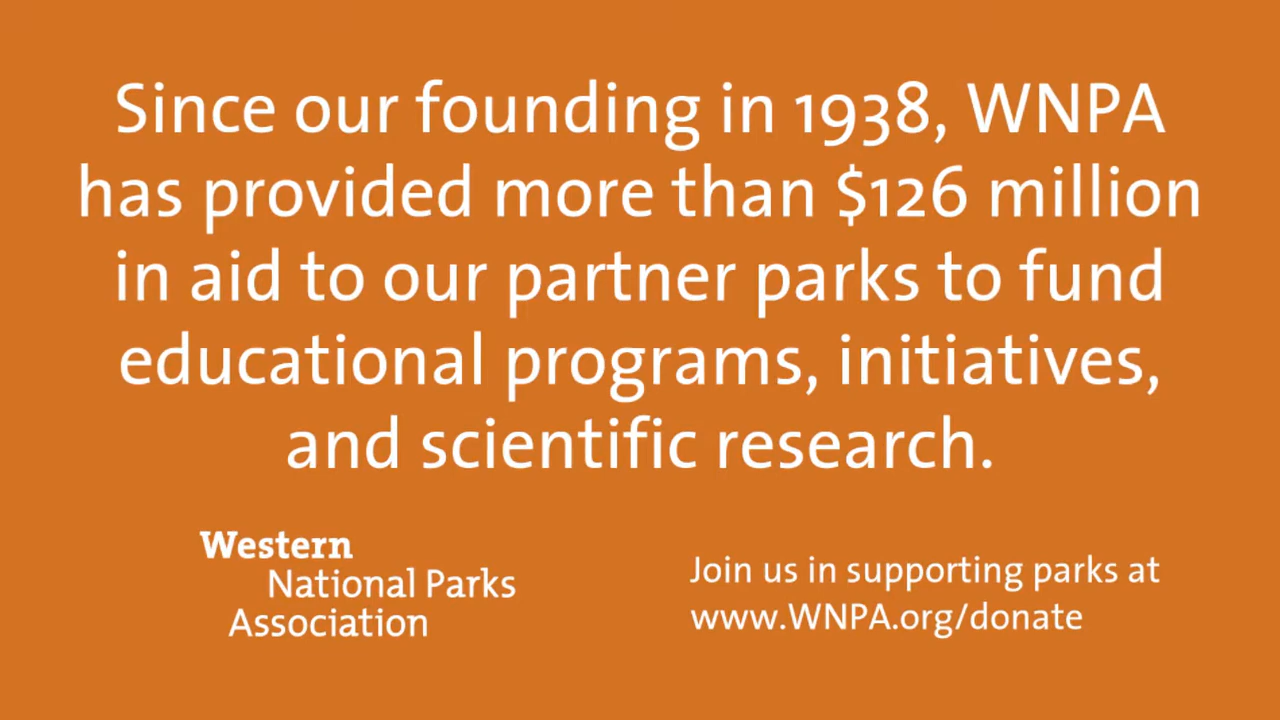 Since our founding in 1938, WNPA
has provided more than $126 million
in aid to our partner parks to fund
educational programs, initiatives,
and scientific research.
Western
National Parks
Association
Join us in supporting parks at
www.WNPA.org/donate